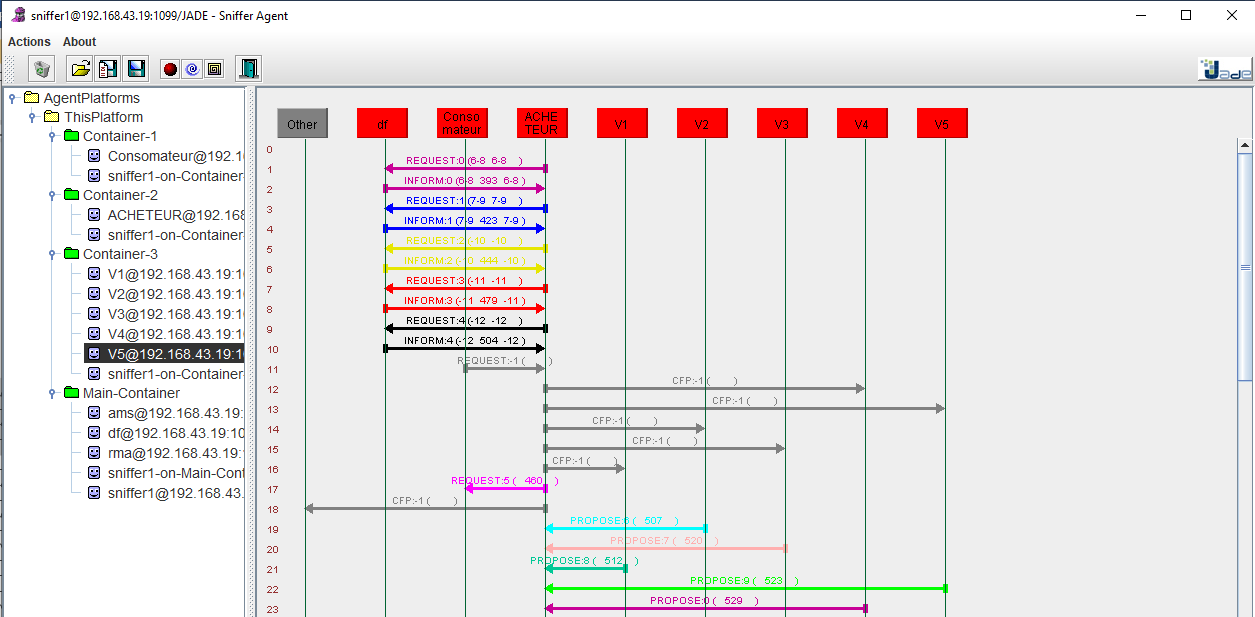 sniffer1@192.168.43.19:1099/JADE - Sniffer Agent
Actions About
Jade
AgentPlatforms
ThisPlatform
Container-1
Consomateur@192.1
sniffer1-on-Container
Container-2
ACHETEUR@192.168
sniffer1-on-Container
Container-3
V1@192.168.43.19:1
V2@192.168.43.19:1
V3@192.168.43.19:1
V4@192.168.43.19:1
V5@192.168.43.19:1
sniffer1-on-Container
Main-Container
ams@192.168.43.19:
df@192.168.43.19:10
rma@192.168.43.19:
sniffer1-on-Main-Cont
sniffer1@192.168.43.
Other df Conso mateur ACHE TEUR V1 V2 V3 V4 V5
0
REQUEST:0 (6-8 6-8 )
1
INFORM:0 (6-8 393 6-8 )
2
REQUEST:1 (7-9 7-9 )
3
INFORM:1 (7-9 423 7-9 )
4
REQUEST:2 (-10 -10 )
5
INFORM:2 (-10 444 -10 )
6
REQUEST:3 (-11 -11 )
7
INFORM:3 (-11 479 -11 )
8
REQUEST:4 (-12 -12 )
9
INFORM:4 (-12 504 -12 )
10
REQUEST:-1 ( )
11
CFP:-1 ( )
12
CFP:-1 ( )
13
CFP:-1 ( )
14
CFP:-1 ( )
15
CFP:-1 ( )
16
REQUEST:5 ( 460 )
17
CFP:-1 ( )
18
PROPOSE:6 ( 507 )
19
PROPOSE:7 ( 520 )
20
PROPOSE:8 ( 512 )
21
PROPOSE:9 ( 523 )
22
PROPOSE:0 ( 529 )
23